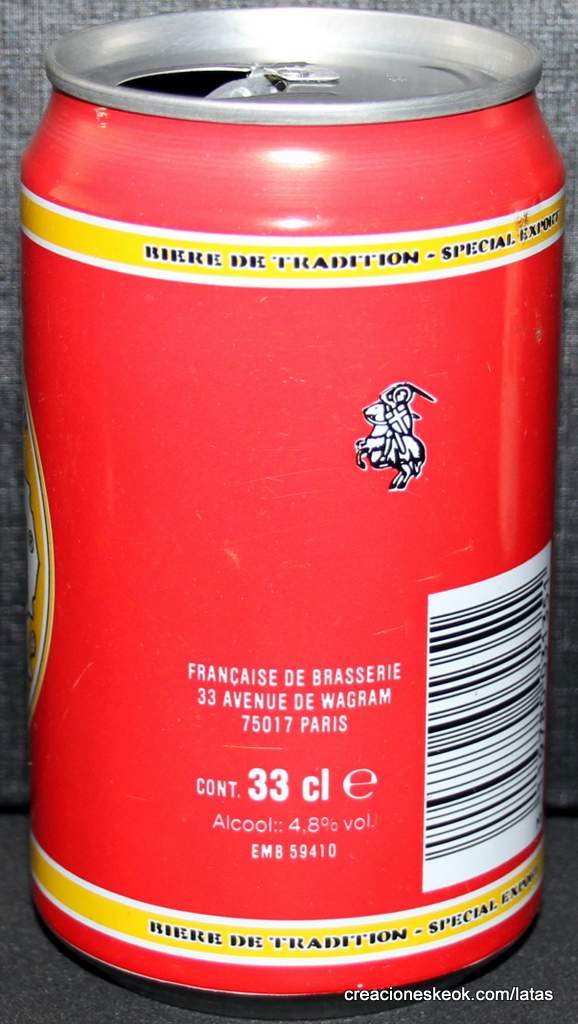 BIERE DE TRADITION - SPECIAL EXPORT
FRANÇAISE DE BRASSERIE
33 AVENUE DE WAGRAM
75017 PARIS
CONT. 33 cl e
Alcool:: 4,8% vol.
EMB 59410
BIERE DE TRADITION - SPECIAL EXPORT
creacioneskeok.com/latas